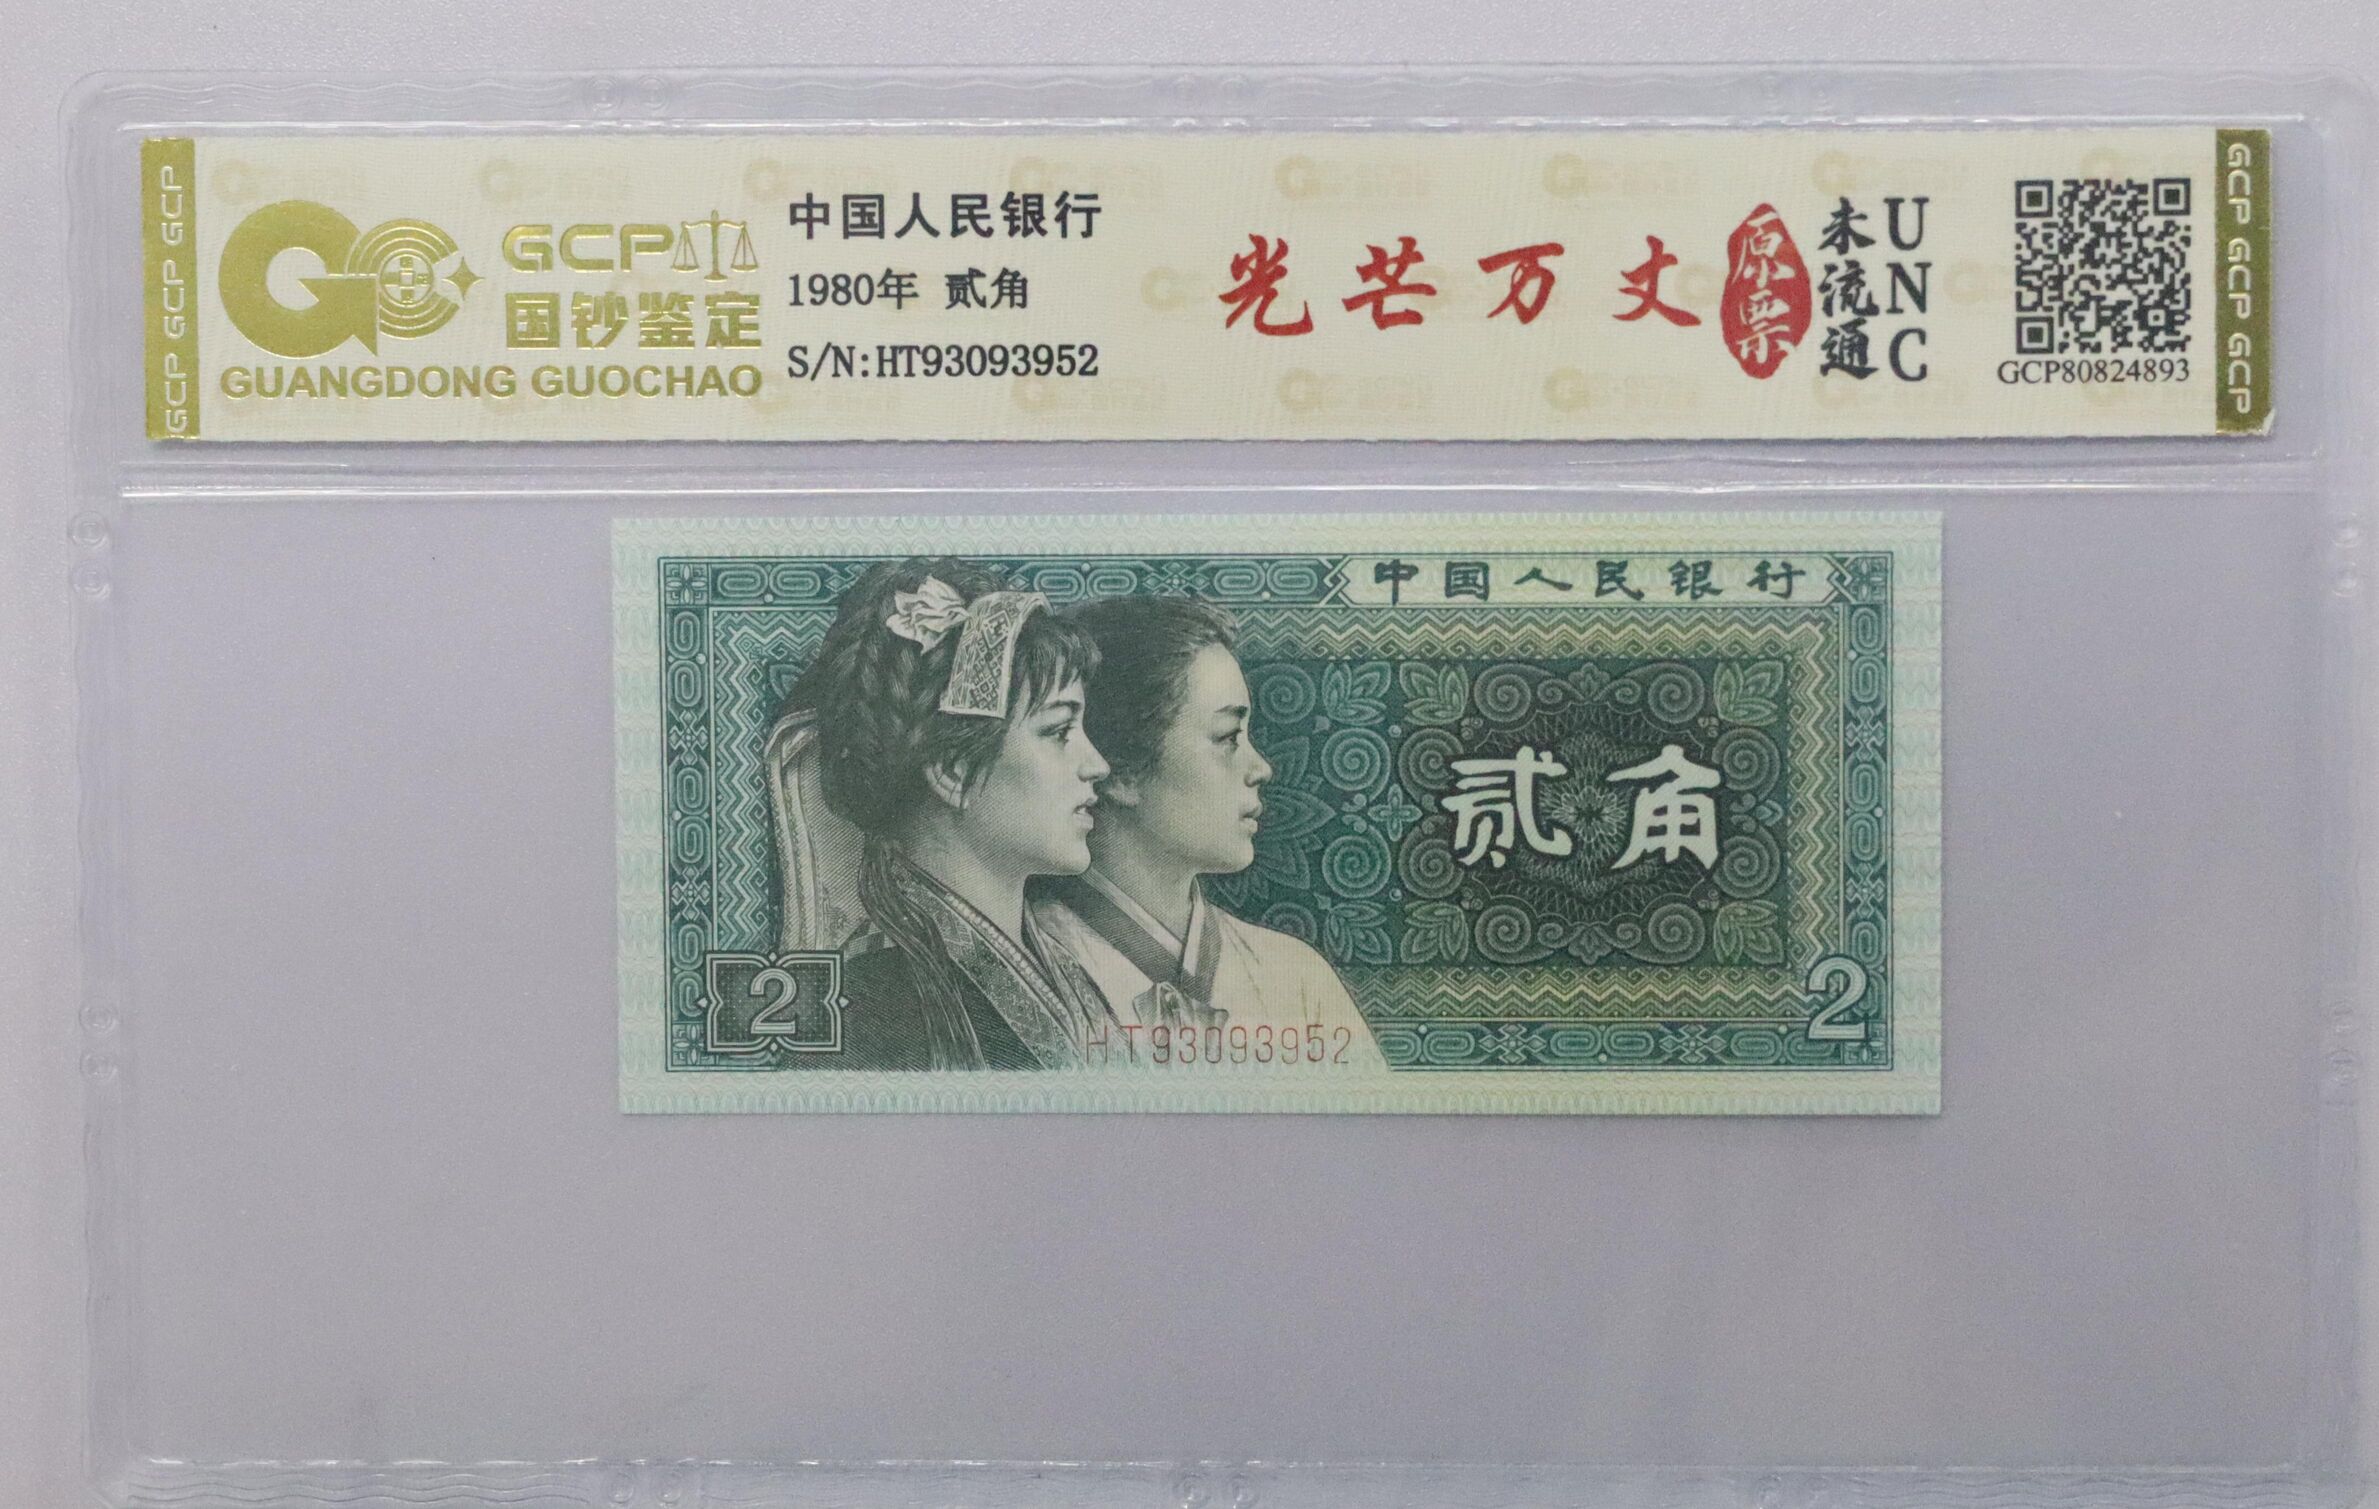 GCP GCP GCP
GCP
国钞鉴定
GUANGDONG GUOCHAO
中国人民银行
1980年 贰角
S/N:HT93093952
光芒万丈
原票
未流通
UNC
GCP80824893
GCP GCP GCP
中国人民银行
贰角
2
2
HT93093952